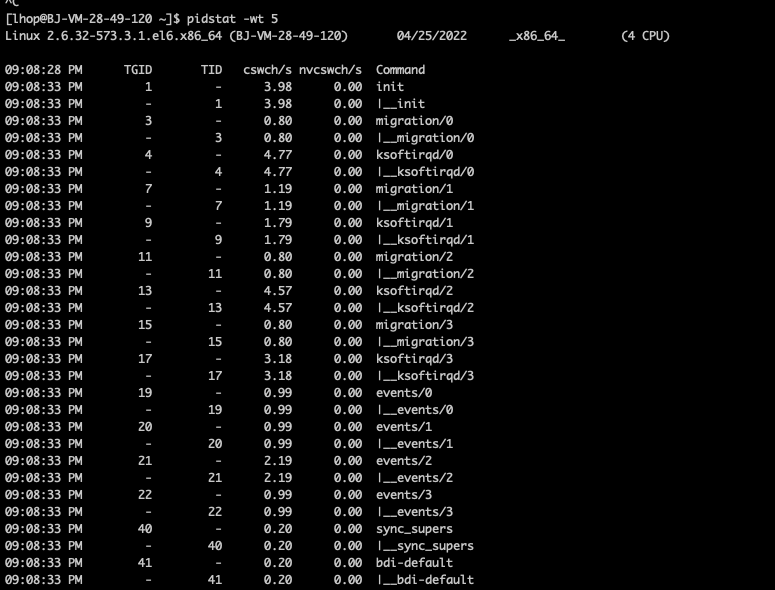 ^C
[lhop@BJ-VM-28-49-120 ~]$ pidstat -wt 5
Linux 2.6.32-573.3.1.el6.x86_64 (BJ-VM-28-49-120) 04/25/2022 _x86_64_ (4 CPU)
09:08:28 PM TGID TID cswch/s nvcswch/s Command
09:08:33 PM 1 - 3.98 0.00 init
09:08:33 PM - 1 3.98 0.00 |__init
09:08:33 PM 3 - 0.80 0.00 migration/0
09:08:33 PM - 3 0.80 0.00 |__migration/0
09:08:33 PM 4 - 4.77 0.00 ksoftirqd/0
09:08:33 PM - 4 4.77 0.00 |__ksoftirqd/0
09:08:33 PM 7 - 1.19 0.00 migration/1
09:08:33 PM - 7 1.19 0.00 |__migration/1
09:08:33 PM 9 - 1.79 0.00 ksoftirqd/1
09:08:33 PM - 9 1.79 0.00 |__ksoftirqd/1
09:08:33 PM 11 - 0.80 0.00 migration/2
09:08:33 PM - 11 0.80 0.00 |__migration/2
09:08:33 PM 13 - 4.57 0.00 ksoftirqd/2
09:08:33 PM - 13 4.57 0.00 |__ksoftirqd/2
09:08:33 PM 15 - 0.80 0.00 migration/3
09:08:33 PM - 15 0.80 0.00 |__migration/3
09:08:33 PM 17 - 3.18 0.00 ksoftirqd/3
09:08:33 PM - 17 3.18 0.00 |__ksoftirqd/3
09:08:33 PM 19 - 0.99 0.00 events/0
09:08:33 PM - 19 0.99 0.00 |__events/0
09:08:33 PM 20 - 0.99 0.00 events/1
09:08:33 PM - 20 0.99 0.00 |__events/1
09:08:33 PM 21 - 2.19 0.00 events/2
09:08:33 PM - 21 2.19 0.00 |__events/2
09:08:33 PM 22 - 0.99 0.00 events/3
09:08:33 PM - 22 0.99 0.00 |__events/3
09:08:33 PM 40 - 0.20 0.00 sync_supers
09:08:33 PM - 40 0.20 0.00 |__sync_supers
09:08:33 PM 41 - 0.20 0.00 bdi-default
09:08:33 PM - 41 0.20 0.00 |__bdi-default